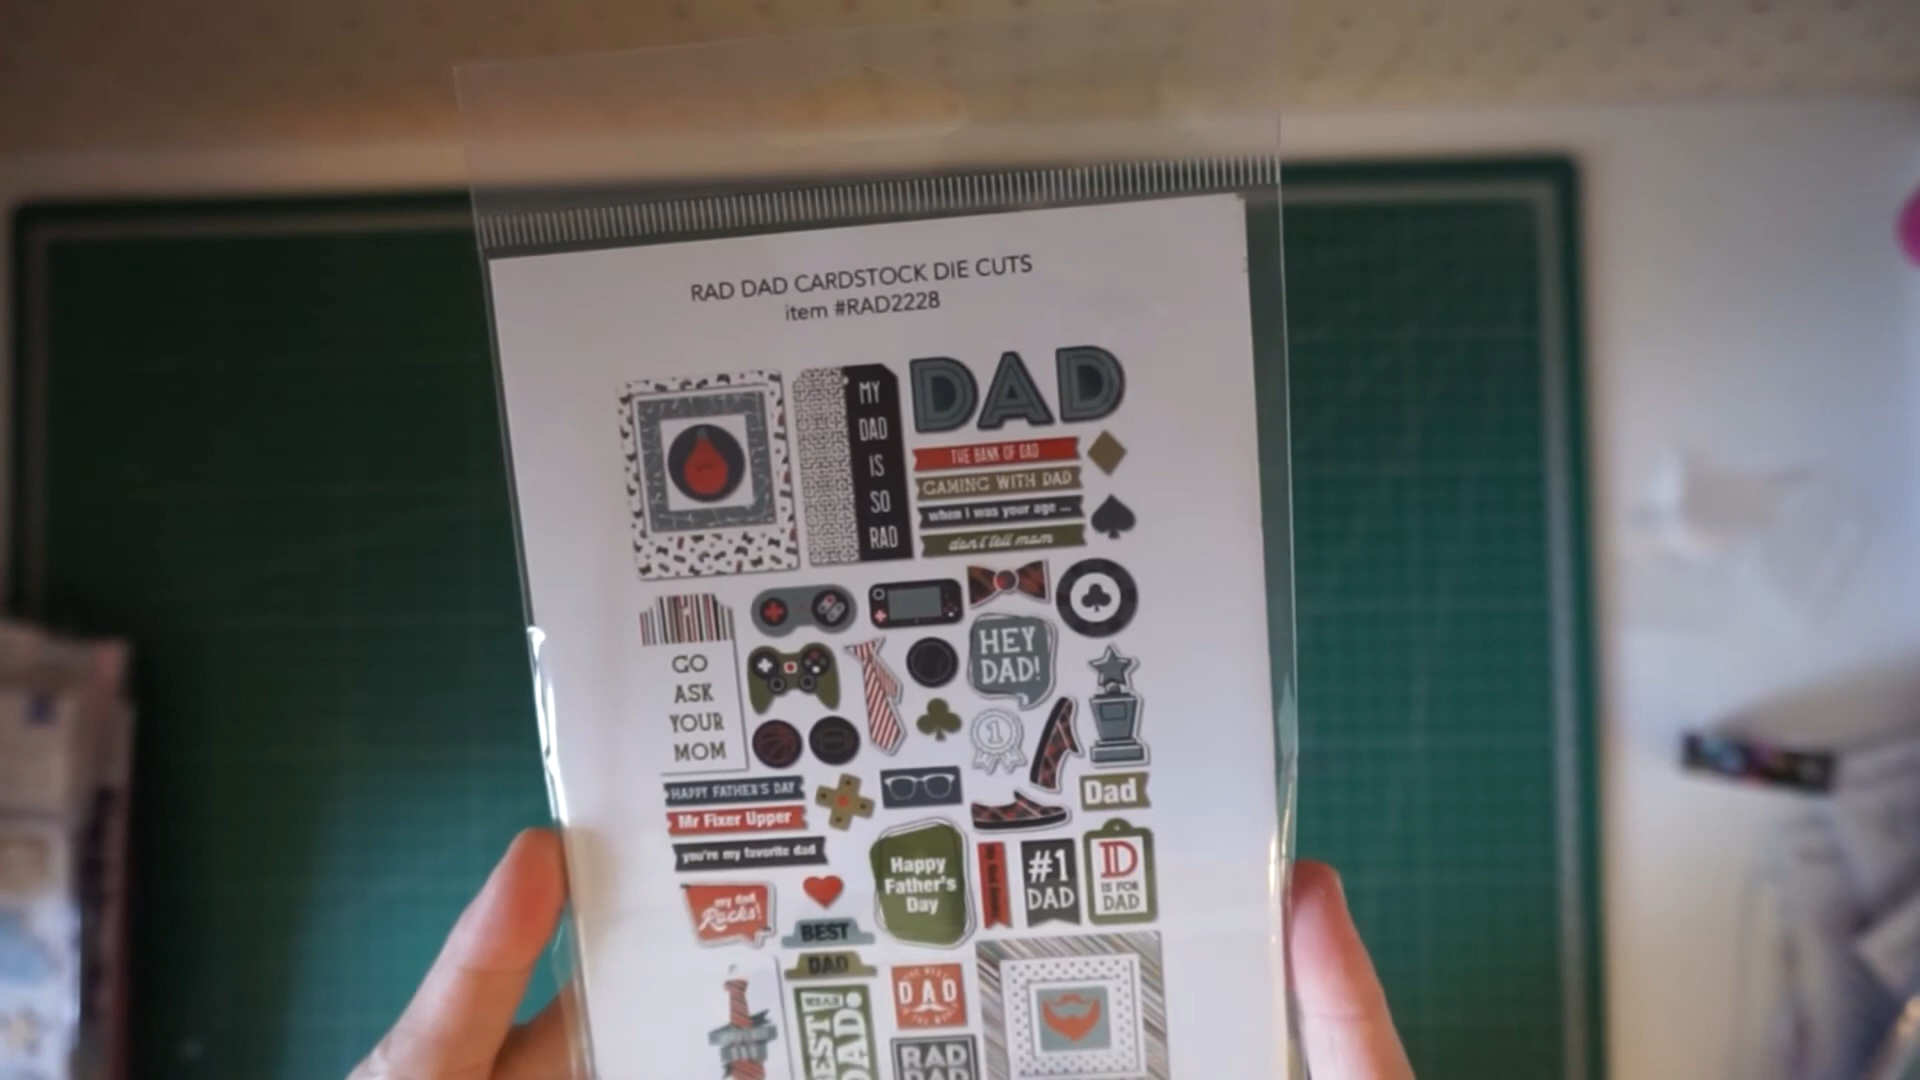 RAD DAD CARDSTOCK DIE CUTS
item #RAD2228
MY
DAD
IS
SO
RAD
DAD
THE BANK OF DAD
GAMING WITH DAD
when I was your age ...
don't tell mom
GO
ASK
YOUR
MOM
HEY
DAD!
1
HAPPY FATHER'S DAY
Mr Fixer Upper
you're my favorite dad
Dad
my dad
Rocks!
Happy
Father's
Day
#1
DAD
D
IS FOR
DAD
BEST
DAD
DAD
RAD
DAD